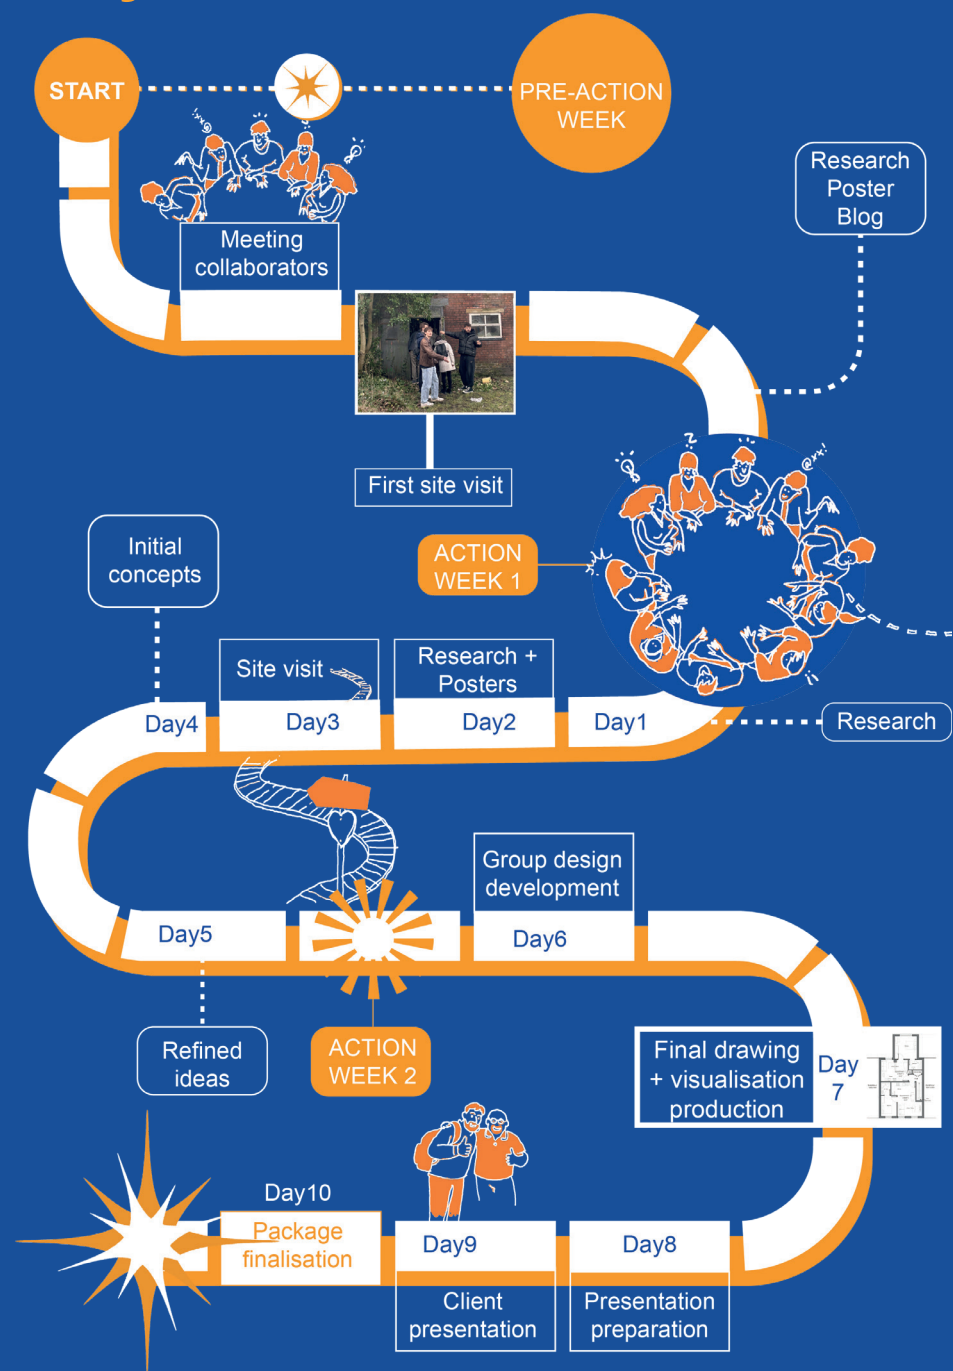 START
PRE-ACTION
WEEK
Research
Poster
Blog
Meeting
collaborators
First site visit
ACTION
WEEK 1
Initial
concepts
Site visit
Research +
Posters
Day4
Day3
Day2
Day1
Research
Group design
development
Day5
Day6
Refined
ideas
ACTION
WEEK 2
Final drawing
+ visualisation
production
Day
7
Day10
Package
finalisation
Day9
Day8
Client
presentation
Presentation
preparation